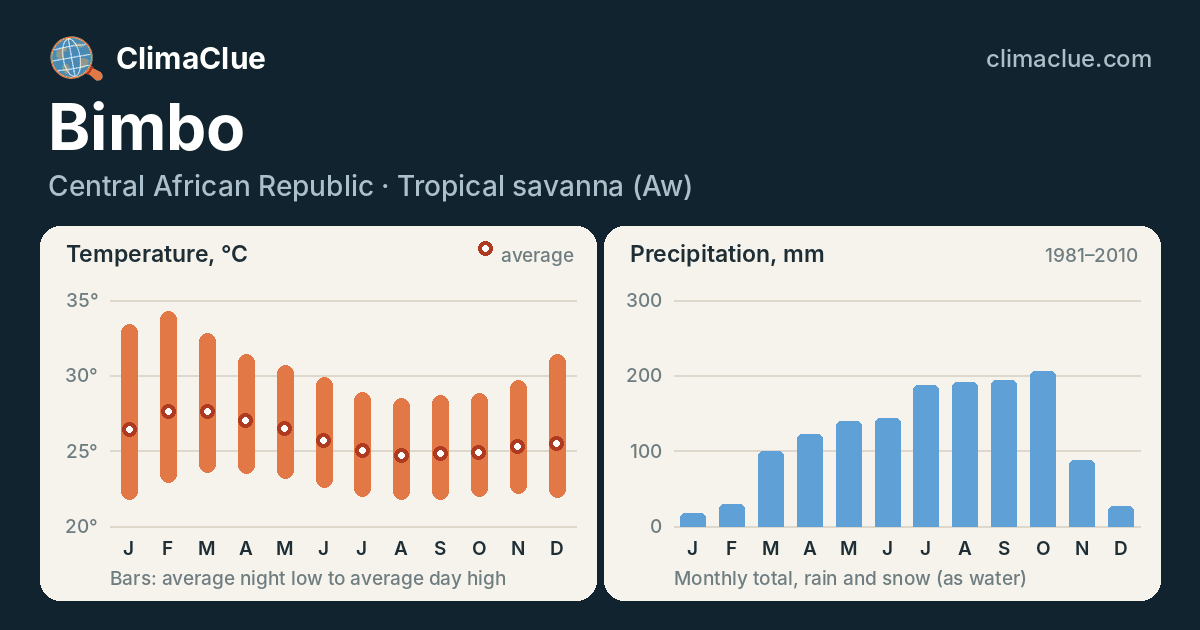 ClimaClue
climaclue.com
Bimbo
Central African Republic · Tropical savanna (Aw)
Temperature, °C
average
35°
30°
25°
20°
J F M A M J J A S O N D
Bars: average night low to average day high
Precipitation, mm
1981–2010
300
200
100
0
J F M A M J J A S O N D
Monthly total, rain and snow (as water)